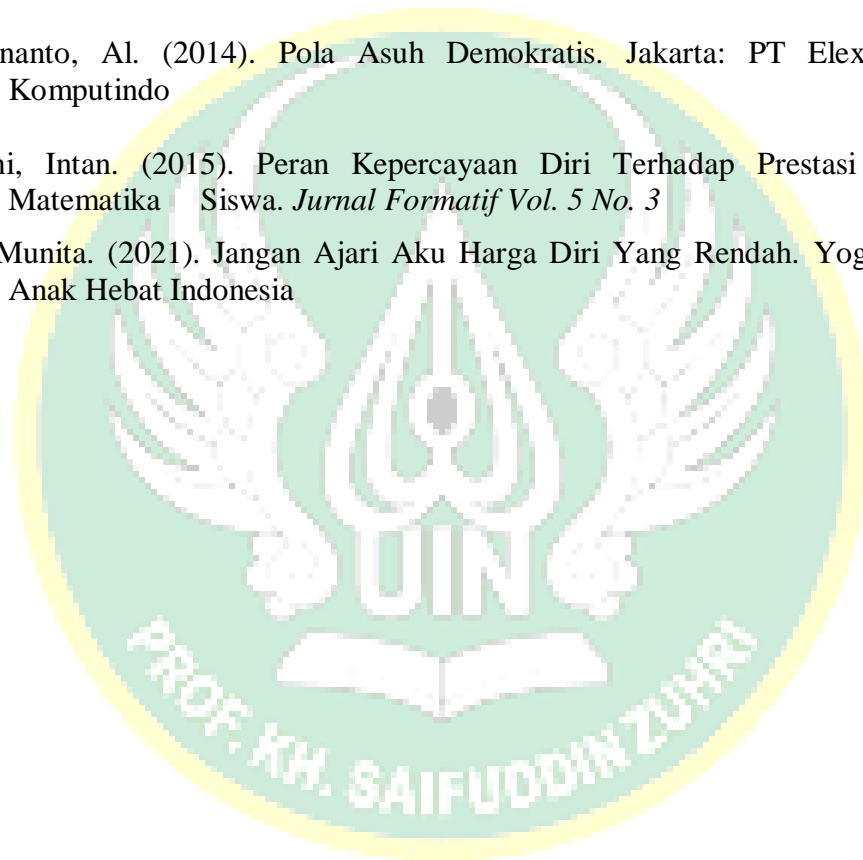 nanto, Al. (2014). Pola Asuh Demokratis. Jakarta: PT Elex
Komputindo
ni, Intan. (2015). Peran Kepercayaan Diri Terhadap Prestasi
Matematika Siswa. Jurnal Formatif Vol. 5 No. 3
Munita. (2021). Jangan Ajari Aku Harga Diri Yang Rendah. Yog
Anak Hebat Indonesia
UIN
PROF. KH. SAIFUDDIN ZUHRI